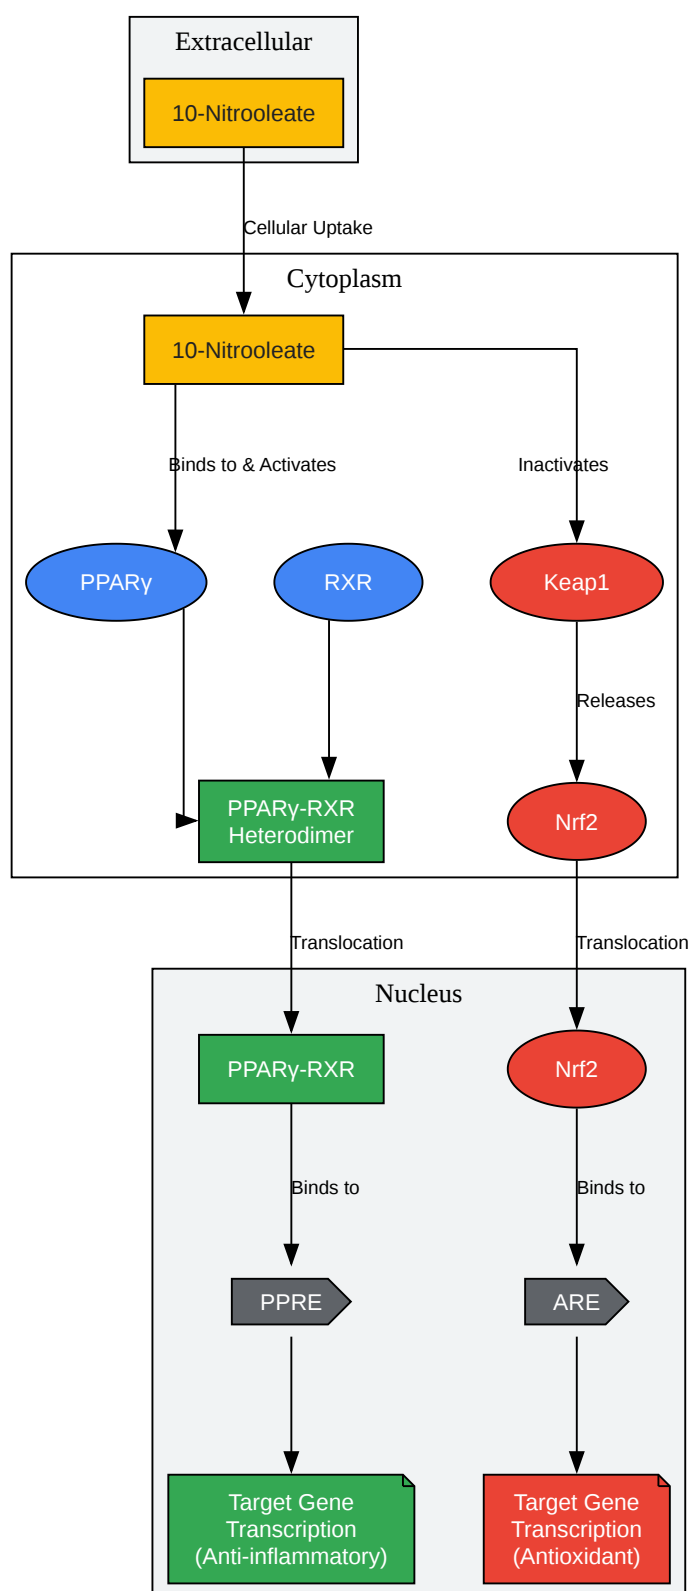 Extracellular
10-Nitrooleate
Cellular Uptake
Cytoplasm
10-Nitrooleate
Binds to & Activates
Inactivates
PPARγ
RXR
Keap1
Releases
PPARγ-RXR
Heterodimer
Nrf2
Translocation
Translocation
Nucleus
PPARγ-RXR
Nrf2
Binds to
Binds to
PPRE
ARE
Target Gene
Transcription
(Anti-inflammatory)
Target Gene
Transcription
(Antioxidant)